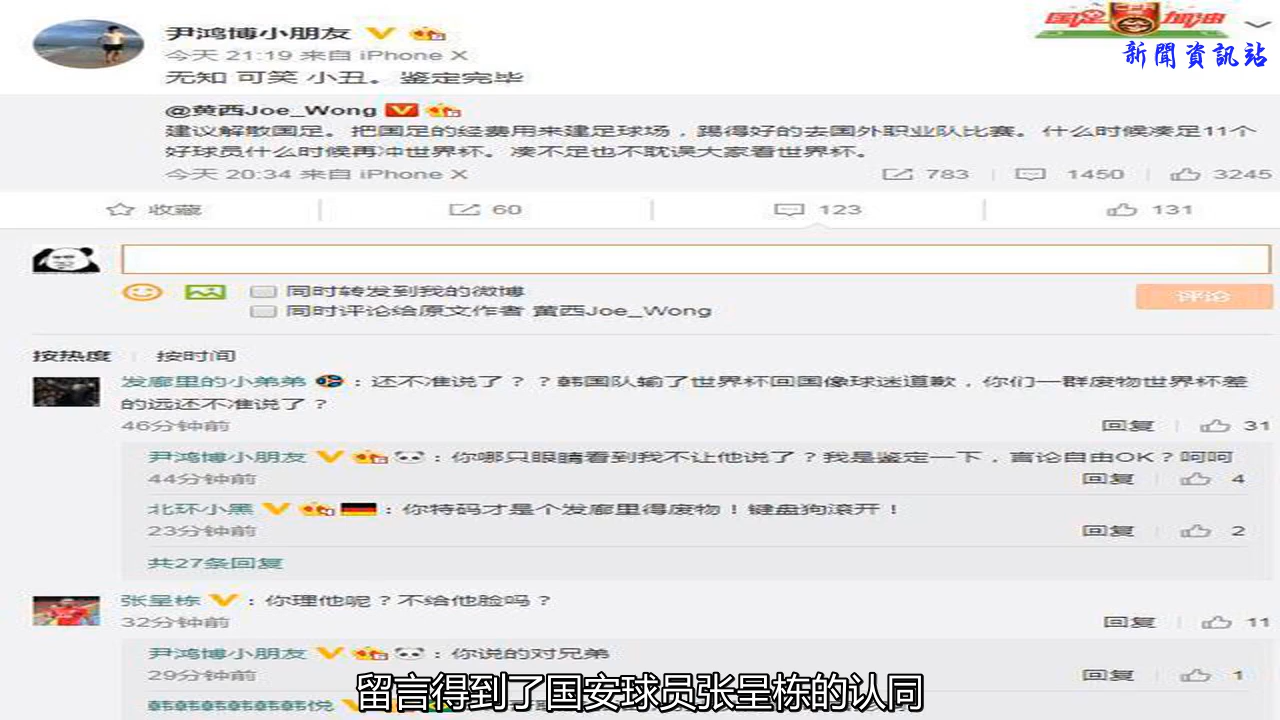 尹鸿博小朋友
国足 加油
今天 21:19 来自 iPhone X
新聞資訊站
无知 可笑 小丑。鉴定完毕
@黄西Joe_Wong
建议解散国足。把国足的经费用来建足球场，踢得好的去国外职业队比赛。什么时候凑足11个
好球员什么时候再冲世界杯。凑不足也不耽误大家看世界杯。
今天 20:34 来自 iPhone X 783 1450 3245
收藏 60 123 131
同时转发到我的微博
评论
同时评论给原文作者 黄西Joe_Wong
按热度 按时间
发廊里的小弟弟：还不准说了？？韩国队输了世界杯回国像球迷道歉，你们一群废物世界杯差
的远还不准说了？
46分钟前 回复 31
尹鸿博小朋友：你哪只眼睛看到我不让他说了？我是鉴定一下，言论自由OK？呵呵
44分钟前 回复 4
北环小黑：你特码才是个发廊里得废物！键盘狗滚开！
23分钟前 回复 2
共27条回复
张呈栋：你理他呢？不给他脸吗？
32分钟前 回复 11
尹鸿博小朋友：你说的对兄弟
29分钟前 回复 1
韩韩韩韩韩韩悦
留言得到了国安球员张呈栋的认同